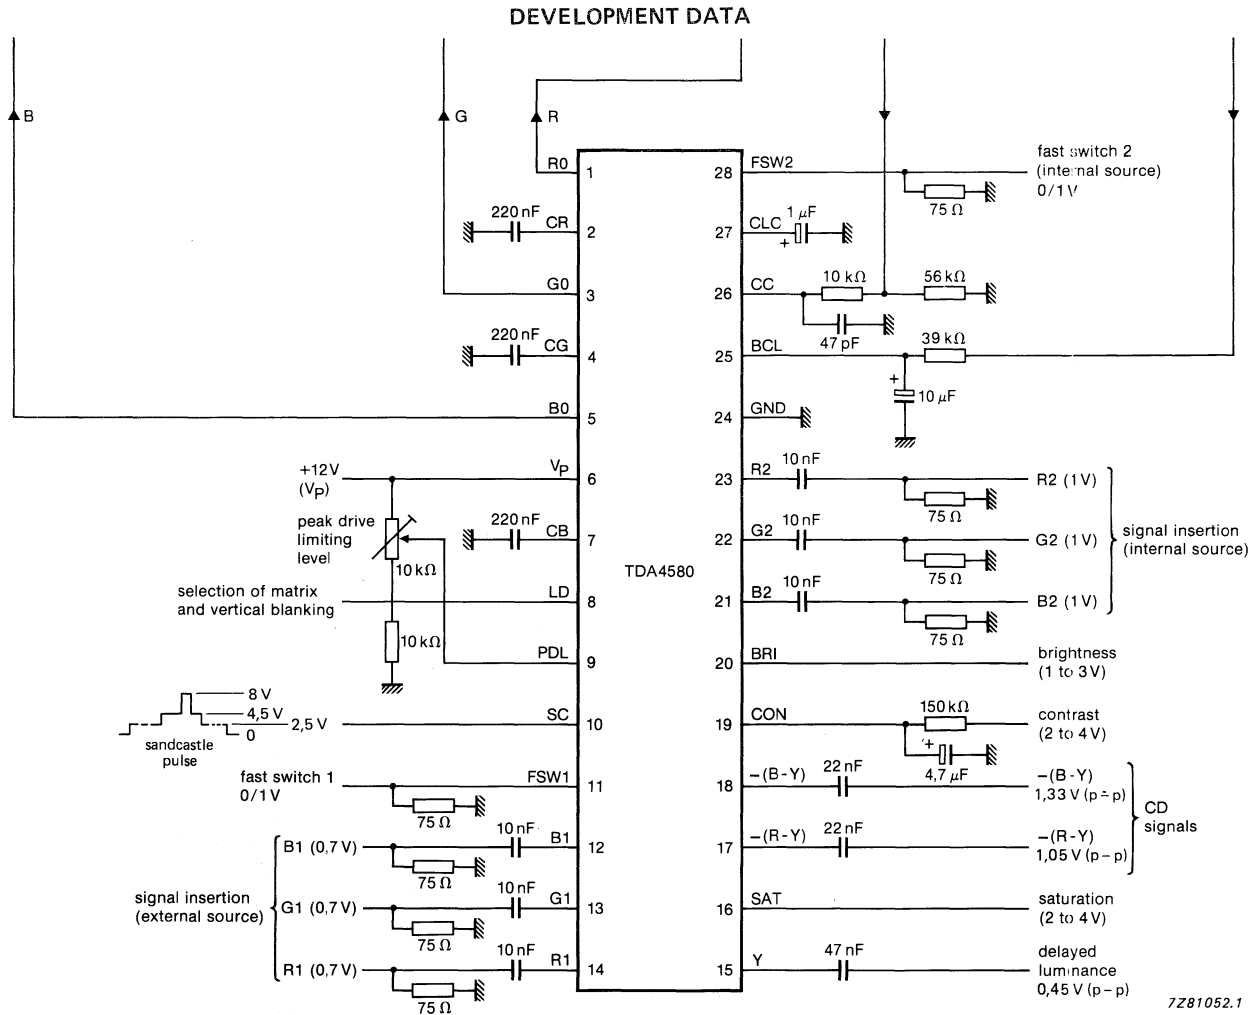 DEVELOPMENT DATA
B
G
R
R0
1
220 nF
CR
2
G0
3
220 nF
CG
4
B0
5
+12 V
(VP)
VP
6
peak drive
limiting
level
10 kΩ
220 nF
CB
7
selection of matrix
and vertical blanking
LD
8
10 kΩ
PDL
9
8 V
4,5 V
2,5 V
0
sandcastle
pulse
SC
10
fast switch 1
0/1 V
FSW1
11
75 Ω
B1 (0,7 V)
10 nF
B1
12
75 Ω
signal insertion
(external source)
G1 (0,7 V)
10 nF
G1
13
75 Ω
R1 (0,7 V)
10 nF
R1
14
75 Ω
TDA4580
28
FSW2
75 Ω
fast switch 2
(internal source)
0/1 V
27
CLC
1 µF
+
26
CC
10 kΩ
56 kΩ
47 pF
25
BCL
39 kΩ
+
10 µF
24
GND
23
R2
10 nF
75 Ω
R2 (1 V)
22
G2
10 nF
75 Ω
G2 (1 V)
signal insertion
(internal source)
21
B2
10 nF
75 Ω
B2 (1 V)
20
BRI
brightness
(1 to 3 V)
19
CON
150 kΩ
+
4,7 µF
contrast
(2 to 4 V)
18
–(B-Y)
22 nF
–(B-Y)
1,33 V (p–p)
CD
signals
17
–(R-Y)
22 nF
–(R-Y)
1,05 V (p–p)
16
SAT
saturation
(2 to 4 V)
15
Y
47 nF
delayed
luminance
0,45 V (p–p)
7Z81052.1